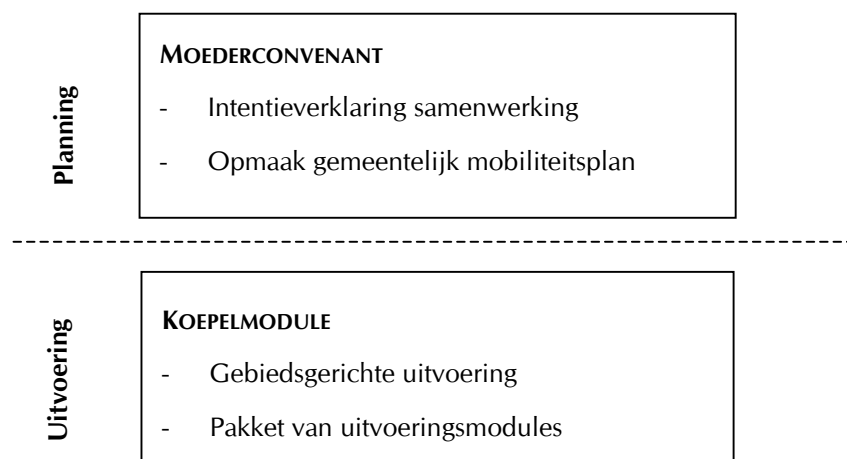 Planning
MOEDERCONVENANT
- Intentieverklaring samenwerking
- Opmaak gemeentelijk mobiliteitsplan
Uitvoering
KOEPELMODULE
- Gebiedsgerichte uitvoering
- Pakket van uitvoeringsmodules